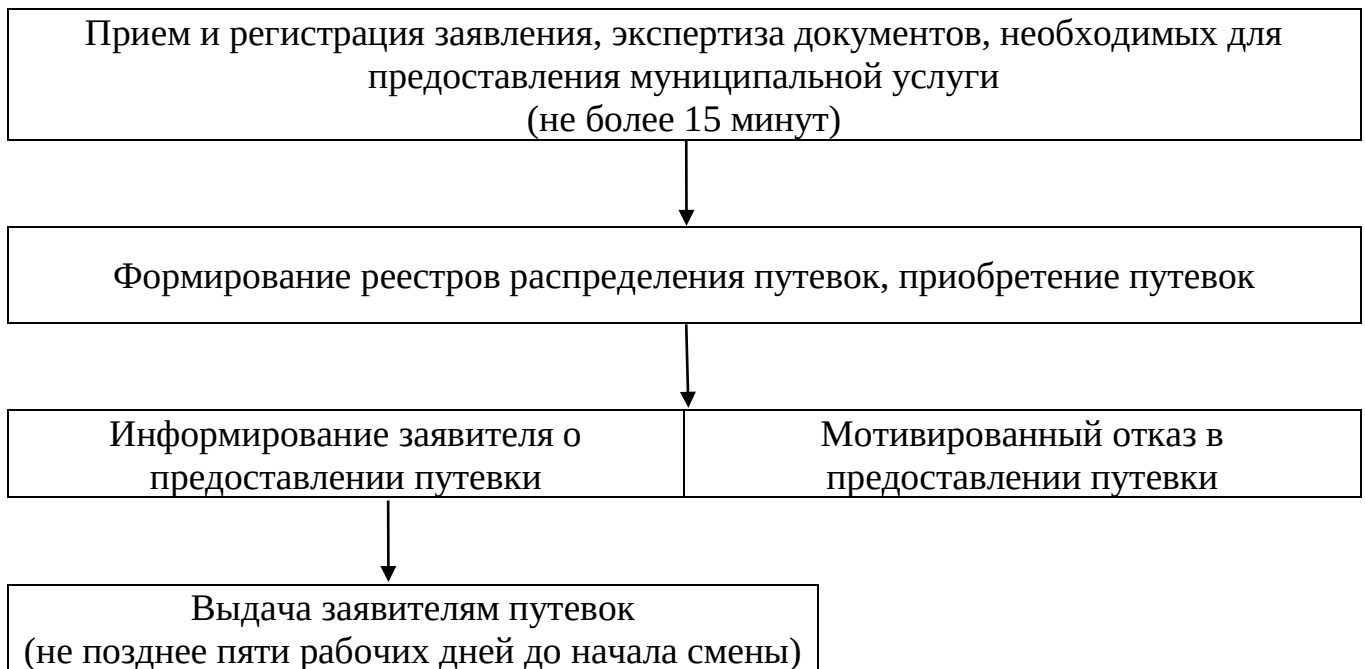 Прием и регистрация заявления, экспертиза документов, необходимых для
предоставления муниципальной услуги
(не более 15 минут)
Формирование реестров распределения путевок, приобретение путевок
Информирование заявителя о
предоставлении путевки
Мотивированный отказ в
предоставлении путевки
Выдача заявителям путевок
(не позднее пяти рабочих дней до начала смены)